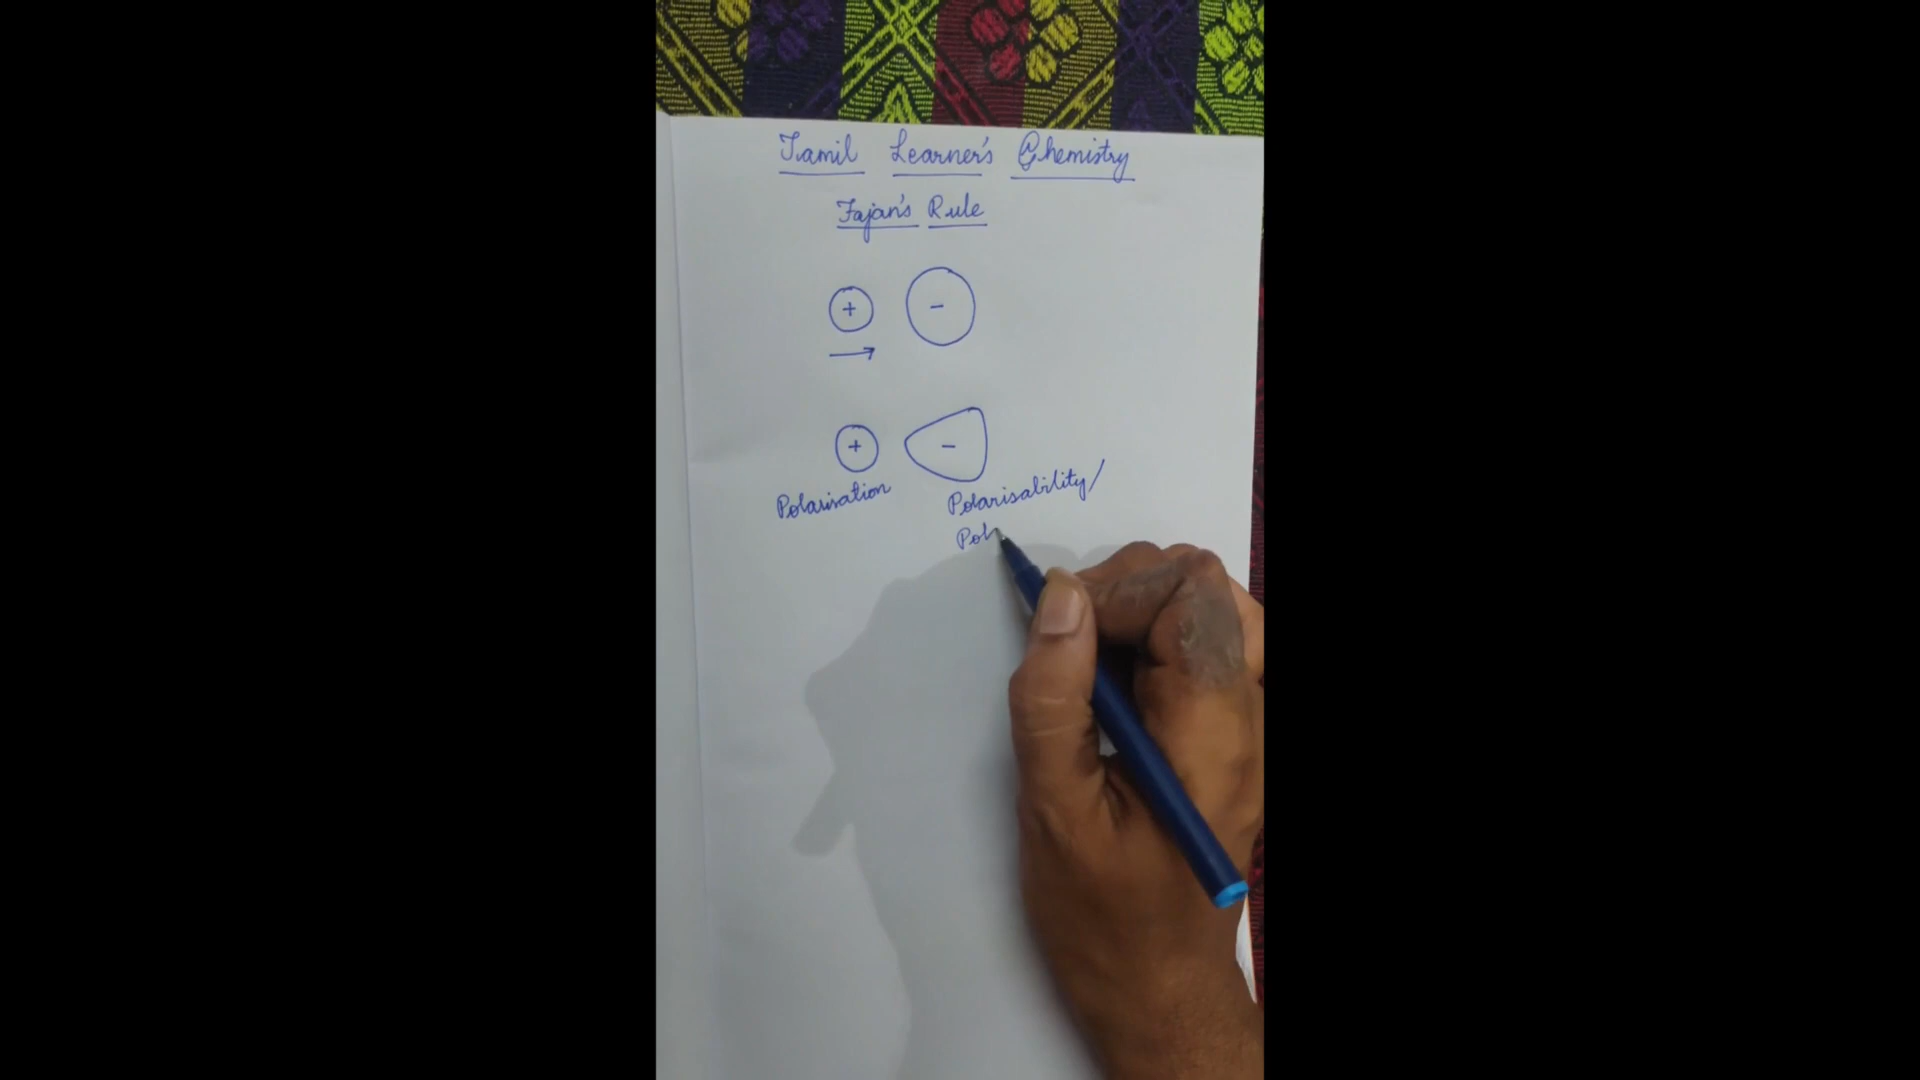 Tamil Learner's Chemistry
Fajan's Rule
+ -
→
+ -
Polarisation Polarisability/
Pol